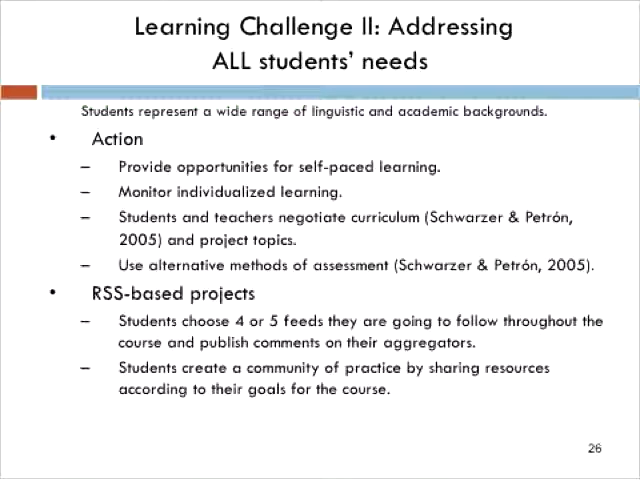 Learning Challenge II: Addressing
ALL students' needs
Students represent a wide range of linguistic and academic backgrounds.
• Action
– Provide opportunities for self-paced learning.
– Monitor individualized learning.
– Students and teachers negotiate curriculum (Schwarzer & Petrón,
2005) and project topics.
– Use alternative methods of assessment (Schwarzer & Petrón, 2005).
• RSS-based projects
– Students choose 4 or 5 feeds they are going to follow throughout the
course and publish comments on their aggregators.
– Students create a community of practice by sharing resources
according to their goals for the course.
26